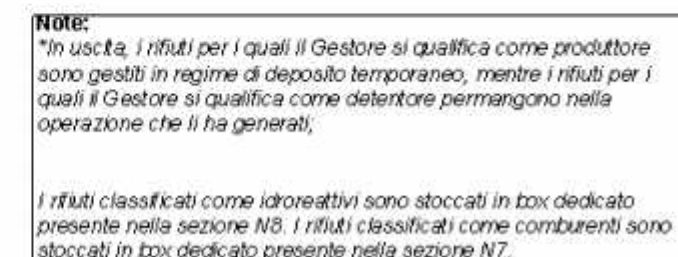 Note:
*In uscita, i rifiuti per i quali il Gestore si qualifica come produttore
sono gestiti in regime di deposito temporaneo, mentre i rifiuti per i
quali il Gestore si qualifica come detentore permangono nella
operazione che li ha generati;
I rifiuti classificati come idroreattivi sono stoccati in box dedicato
presente nella sezione N8. I rifiuti classificati come comburenti sono
stoccati in box dedicato presente nella sezione N7.